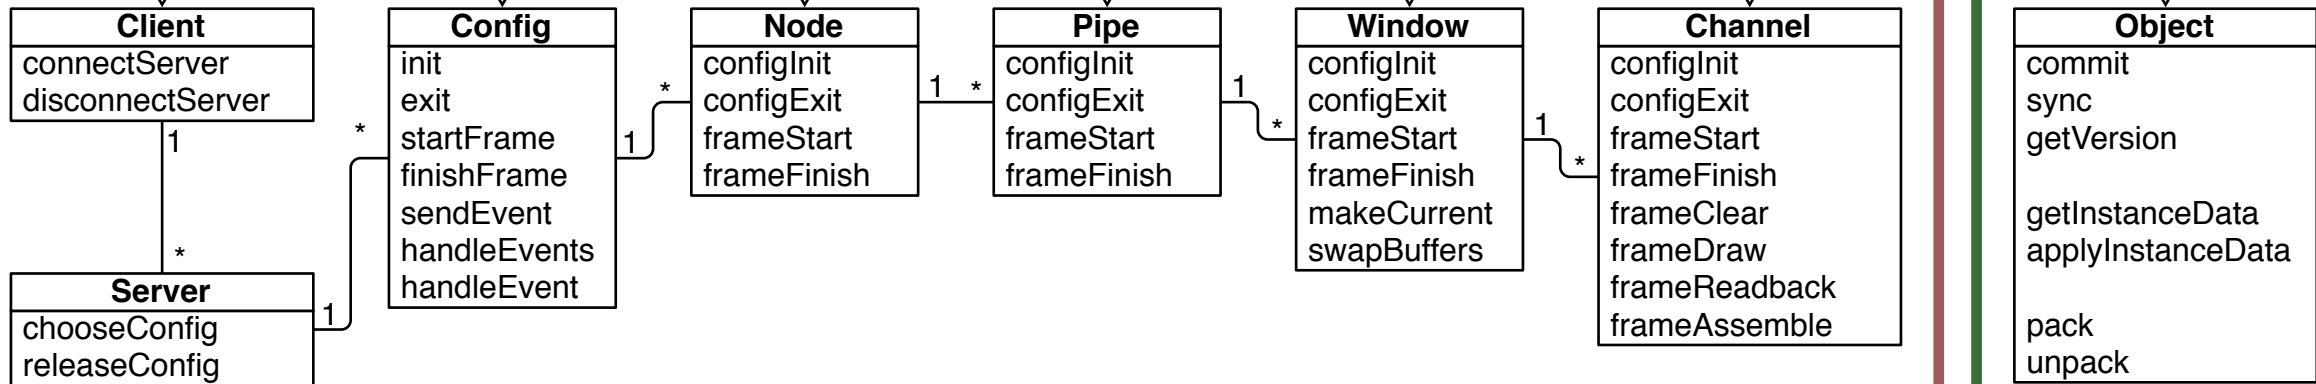 Client
connectServer
disconnectServer
1
*
Server
chooseConfig
releaseConfig
1
*
Config
init
exit
startFrame
finishFrame
sendEvent
handleEvents
handleEvent
1
*
Node
configInit
configExit
frameStart
frameFinish
1
*
Pipe
configInit
configExit
frameStart
frameFinish
1
*
Window
configInit
configExit
frameStart
frameFinish
makeCurrent
swapBuffers
1
*
Channel
configInit
configExit
frameStart
frameFinish
frameClear
frameDraw
frameReadback
frameAssemble
Object
commit
sync
getVersion
getInstanceData
applyInstanceData
pack
unpack